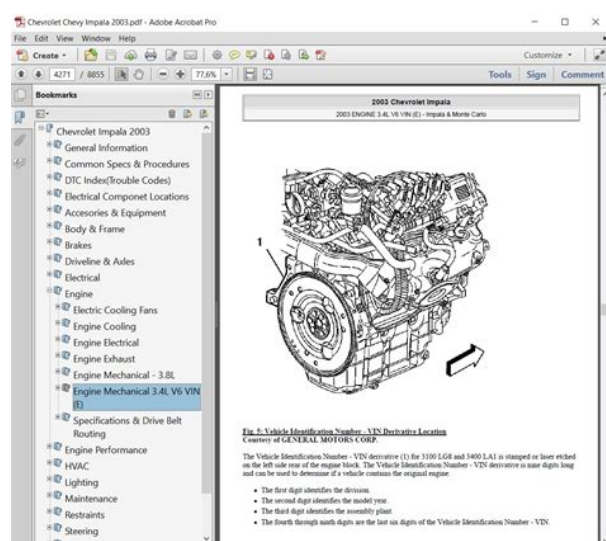 Chevrolet Chevy Impala 2003.pdf - Adobe Acrobat Pro
File Edit View Window Help
Create
Customize
4271 / 8855
77,6%
Tools Sign Comment
Bookmarks
Chevrolet Impala 2003
General Information
Common Specs & Procedures
DTC Index(Trouble Codes)
Electrical Componet Locations
Accesories & Equipment
Body & Frame
Brakes
Driveline & Axles
Electrical
Engine
Electric Cooling Fans
Engine Cooling
Engine Electrical
Engine Exhaust
Engine Mechanical - 3.8L
Engine Mechanical 3.4L V6 VIN
(E)
Specifications & Drive Belt
Routing
Engine Performance
HVAC
Lighting
Maintenance
Restraints
Steering
2003 Chevrolet Impala
2003 ENGINE 3.4L V6 VIN (E) - Impala & Monte Carlo
1
Fig. 5: Vehicle Identification Number - VIN Derivative Location
Courtesy of GENERAL MOTORS CORP.
The Vehicle Identification Number - VIN derivative (1) for 3100 LG8 and 3400 LA1 is stamped or laser etched
on the left side rear of the engine block. The Vehicle Identification Number - VIN derivative is nine digits long
and can be used to determine if a vehicle contains the original engine.
• The first digit identifies the division.
• The second digit identifies the model year.
• The third digit identifies the assembly plant.
• The fourth through ninth digits are the last six digits of the Vehicle Identification Number - VIN.